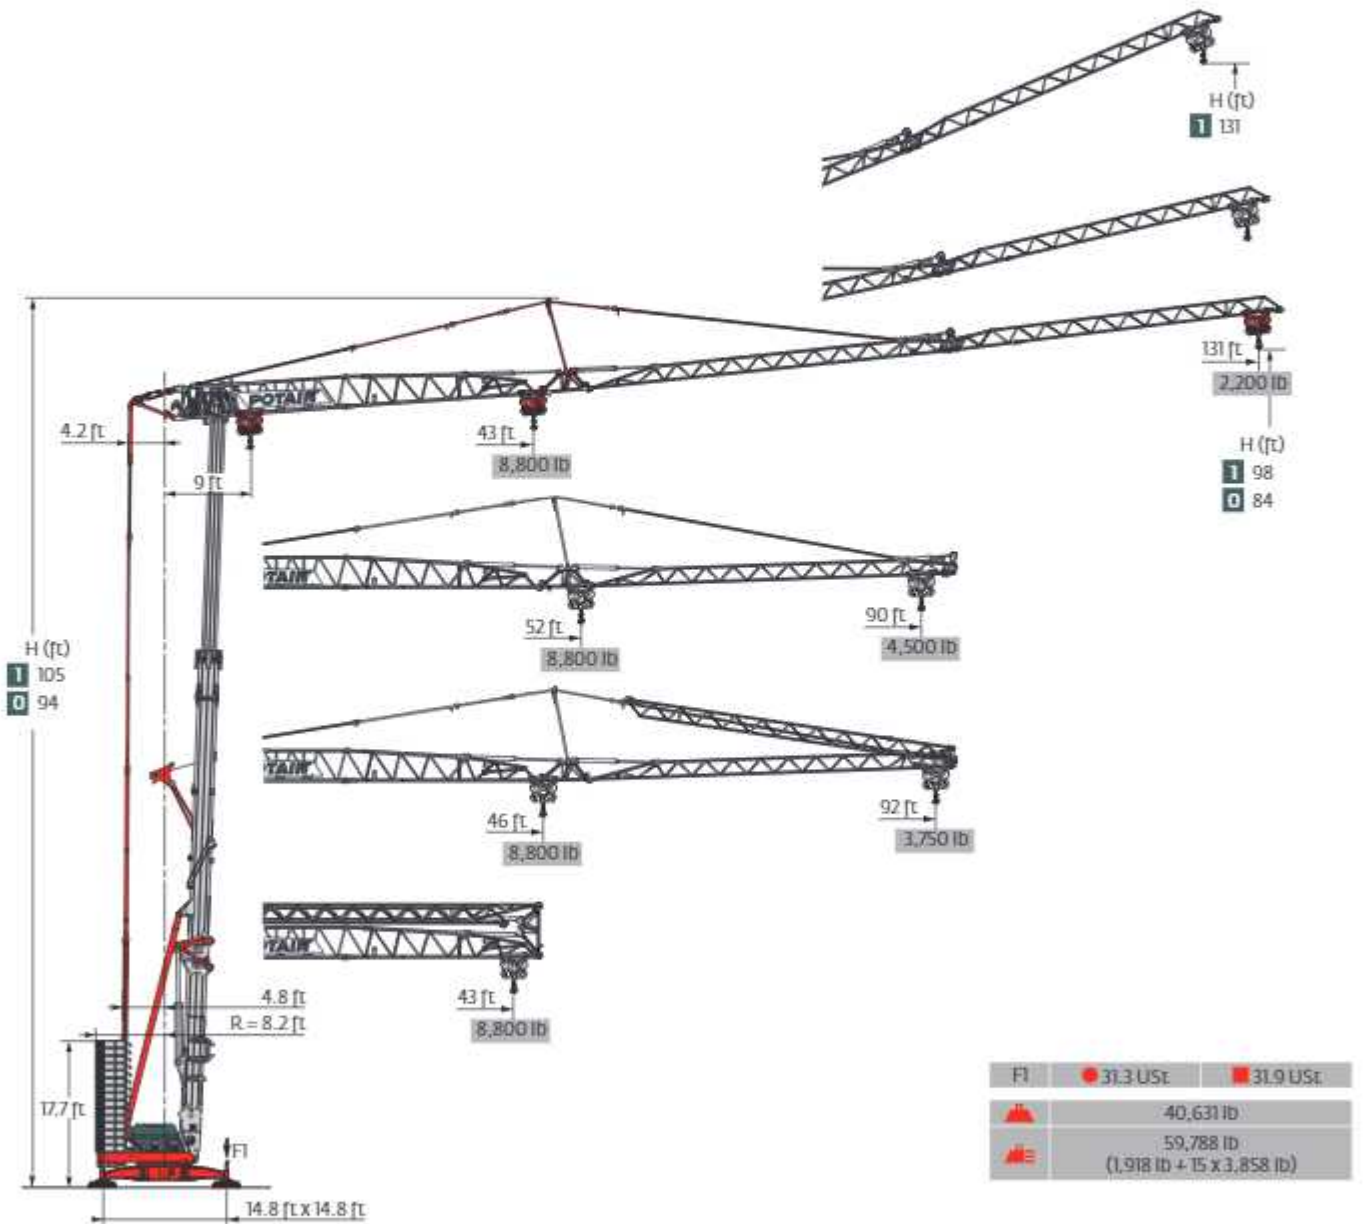 H (ft)
1 131
131 ft
2,200 lb
POTAIN
4.2 ft
43 ft
8,800 lb
H (ft)
1 98
0 84
9 ft
52 ft
8,800 lb
90 ft
4,500 lb
H (ft)
1 105
0 94
46 ft
8,800 lb
92 ft
3,750 lb
4.8 ft
43 ft
R = 8.2 ft
8,800 lb
17.7 ft
F1
14.8 ft x 14.8 ft
F1 31.3 USt 31.9 USt
40,631 lb
59,788 lb
(1,918 lb + 15 x 3,858 lb)